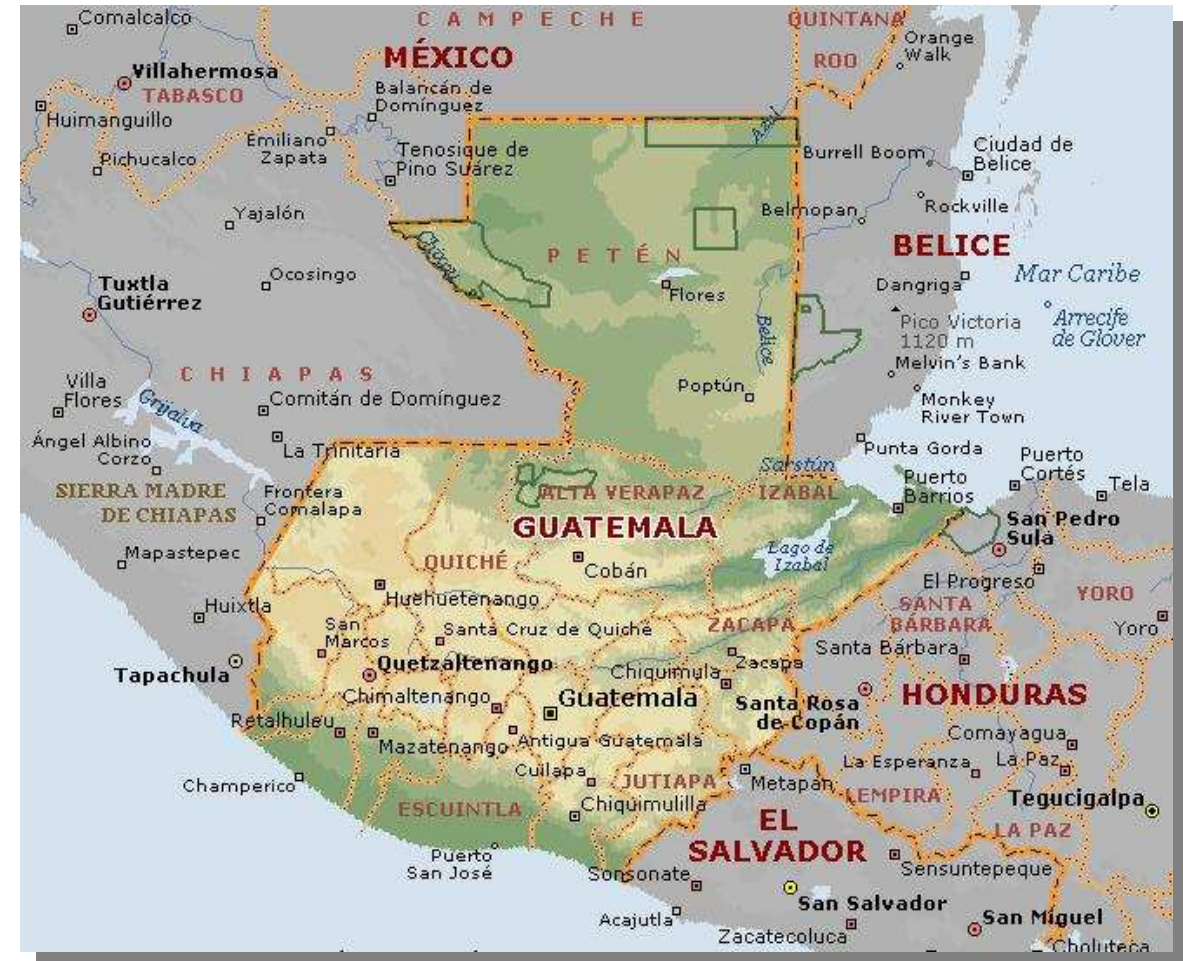 Comalcalco
CAMPECHE
QUINTANA
ROO
MÉXICO
Orange
Walk
Villahermosa
TABASCO
Balancán de
Domínguez
Huimanguillo
Emiliano
Zapata
Azul
Pichucalco
Tenosique de
Pino Suárez
Burrell Boom
Ciudad de
Belice
Yajalón
Belmopan
Rockville
BELICE
Chixoy
PETÉN
Ocosingo
Mar Caribe
Tuxtla
Gutiérrez
Flores
Dangriga
Belice
Pico Victoria
1120 m
Arrecife
de Glover
Melvin's Bank
CHIAPAS
Villa
Flores
Grijalva
Comitán de Domínguez
Poptún
Monkey
River Town
Ángel Albino
Corzo
La Trinitaria
Punta Gorda
Sarstún
Puerto
Cortés
Tela
SIERRA MADRE
DE CHIAPAS
Frontera
Comalapa
ALTA VERAPAZ
IZABAL
Puerto
Barrios
GUATEMALA
San Pedro
Sula
Mapastepec
QUICHÉ
Cobán
Lago de
Izabal
El Progreso
YORO
Huixtla
Huehuetenango
SANTA
BÁRBARA
Yoro
San
Marcos
Santa Cruz de Quiché
ZACAPA
Santa Bárbara
Tapachula
Quetzaltenango
Chiquimula
Zacapa
Chimaltenango
Guatemala
Santa Rosa
de Copán
HONDURAS
Retalhuleu
Mazatenango
Antigua Guatemala
Comayagua
Champerico
Cuilapa
JUTIAPA
Metapán
La Esperanza
La Paz
ESCUINTLA
Chiquimulilla
LEMPIRA
Tegucigalpa
EL
SALVADOR
LA PAZ
Puerto
San José
Sonsonate
Sensuntepeque
San Salvador
Acajutla
San Miguel
Zacatecoluca
Choluteca